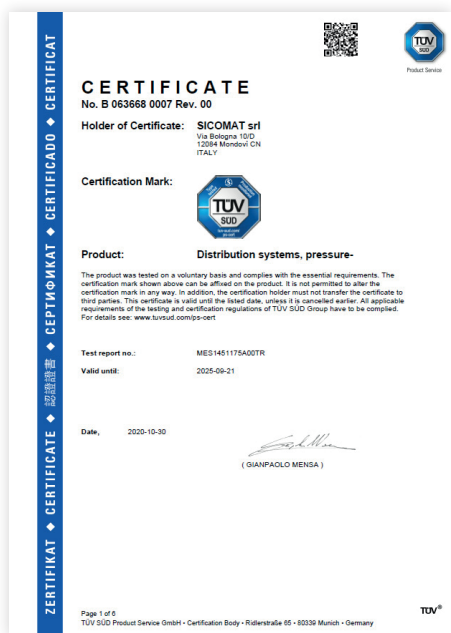 TÜV
SÜD
Product Service
CERTIFICATE
No. B 063668 0007 Rev. 00
Holder of Certificate: SICOMAT srl
Via Bologna 10/D
12084 Mondovì CN
ITALY
Certification Mark:
TÜV
SÜD
Product: Distribution systems, pressure-
The product was tested on a voluntary basis and complies with the essential requirements. The
certification mark shown above can be affixed on the product. It is not permitted to alter the
certification mark in any way. In addition, the certification holder must not transfer the certificate to
third parties. This certificate is valid until the listed date, unless it is cancelled earlier. All applicable
requirements of the testing and certification regulations of TÜV SÜD Group have to be complied.
For details see: www.tuvsud.com/ps-cert
Test report no.: MES1451175A00TR
Valid until: 2025-09-21
Date, 2020-10-30
( GIANPAOLO MENSA )
Page 1 of 6
TÜV SÜD Product Service GmbH • Certification Body • Ridlerstraße 65 • 80339 Munich • Germany
TÜV®
ZERTIFIKAT ◆ CERTIFICATE ◆ 認證證書 ◆ СЕРТИФИКАТ ◆ CERTIFICADO ◆ CERTIFICAT